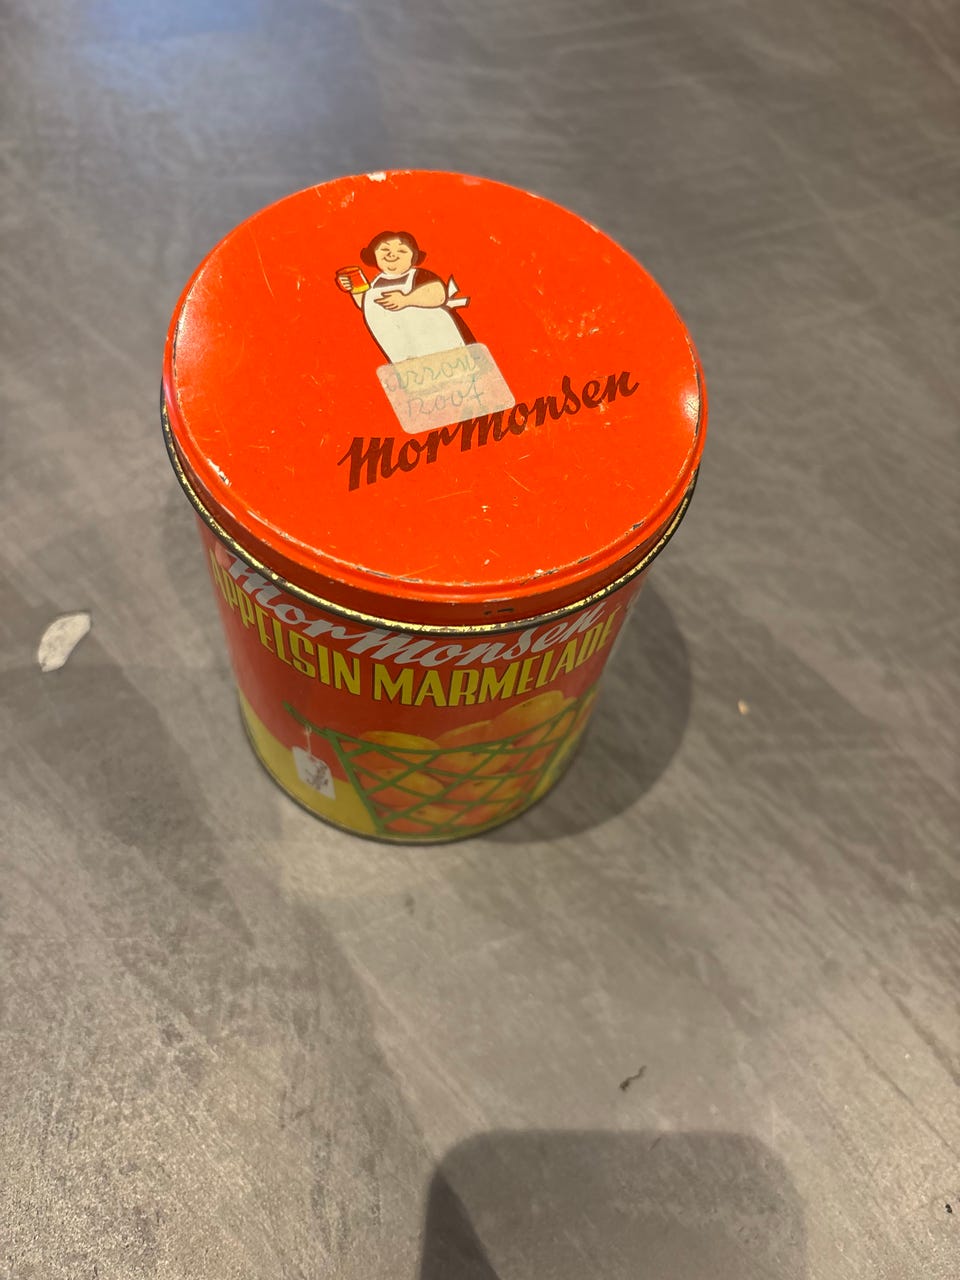 arrow
Root
MorMonsen
MorMonsen
APPELSIN MARMELADE